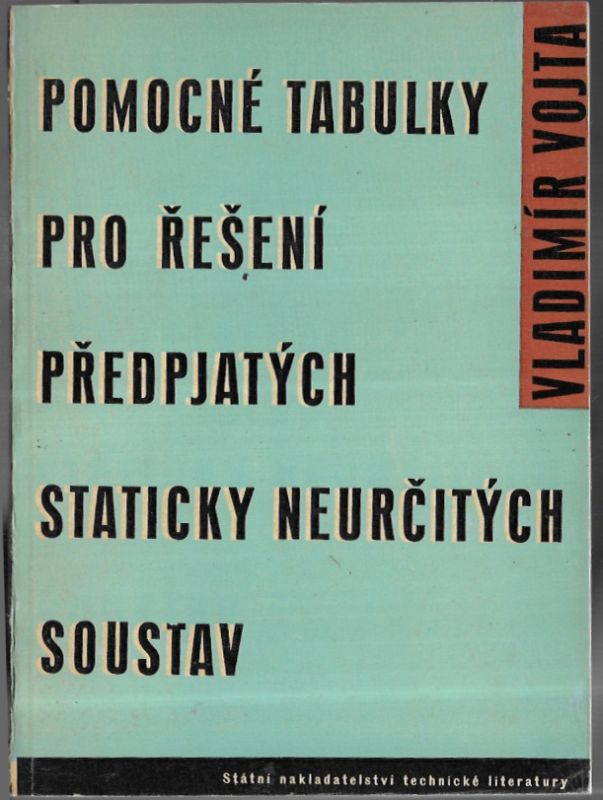 POMOCNÉ TABULKY
PRO ŘEŠENÍ
PŘEDPJATÝCH
STATICKY NEURČITÝCH
SOUSTAV
VLADIMÍR VOJTA
Státní nakladatelství technické literatury